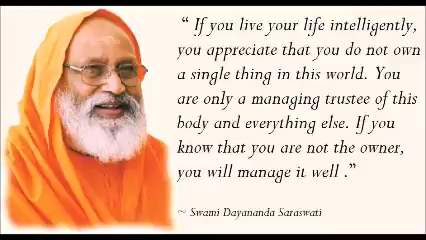 “ If you live your life intelligently,
you appreciate that you do not own
a single thing in this world. You
are only a managing trustee of this
body and everything else. If you
know that you are not the owner,
you will manage it well .”
~ Swami Dayananda Saraswati